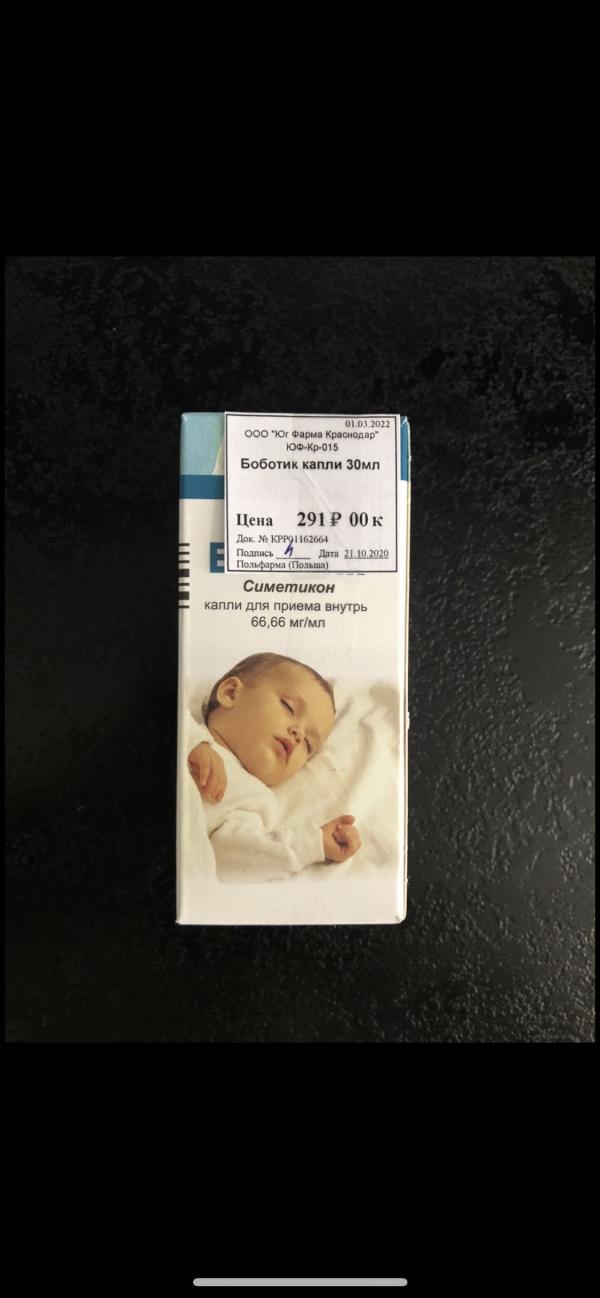 01.03.2022
ООО "Юг Фарма Краснодар"
ЮФ-Кр-015
Боботик капли 30мл
Цена 291₽ 00 к
Док. № КРР01162664
Подпись Дата 21.10.2020
Польфарма (Польша)
Симетикон
капли для приема внутрь
66,66 мг/мл